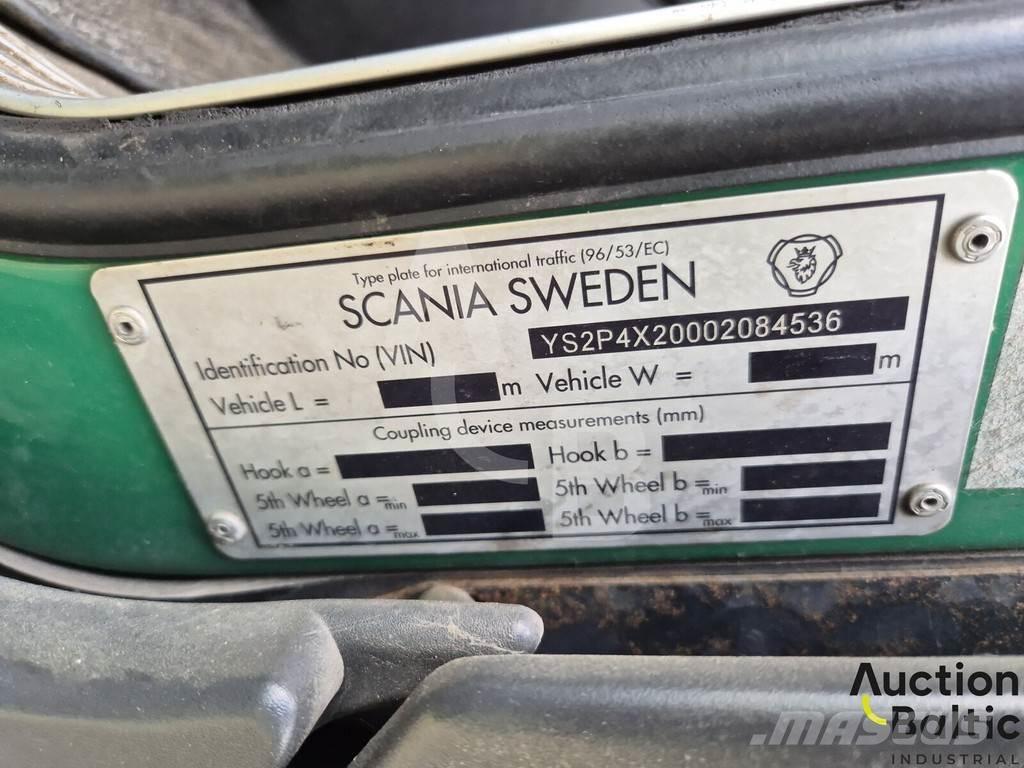 Type plate for international traffic (96/53/EC)
SCANIA SWEDEN
Identification No (VIN) YS2P4X20002084536
Vehicle L = m Vehicle W = m
Coupling device measurements (mm)
Hook a = Hook b =
5th Wheel a =min 5th Wheel b =min
5th Wheel a =max 5th Wheel b =max
Auction
Baltic
INDUSTRIAL
MASCUS